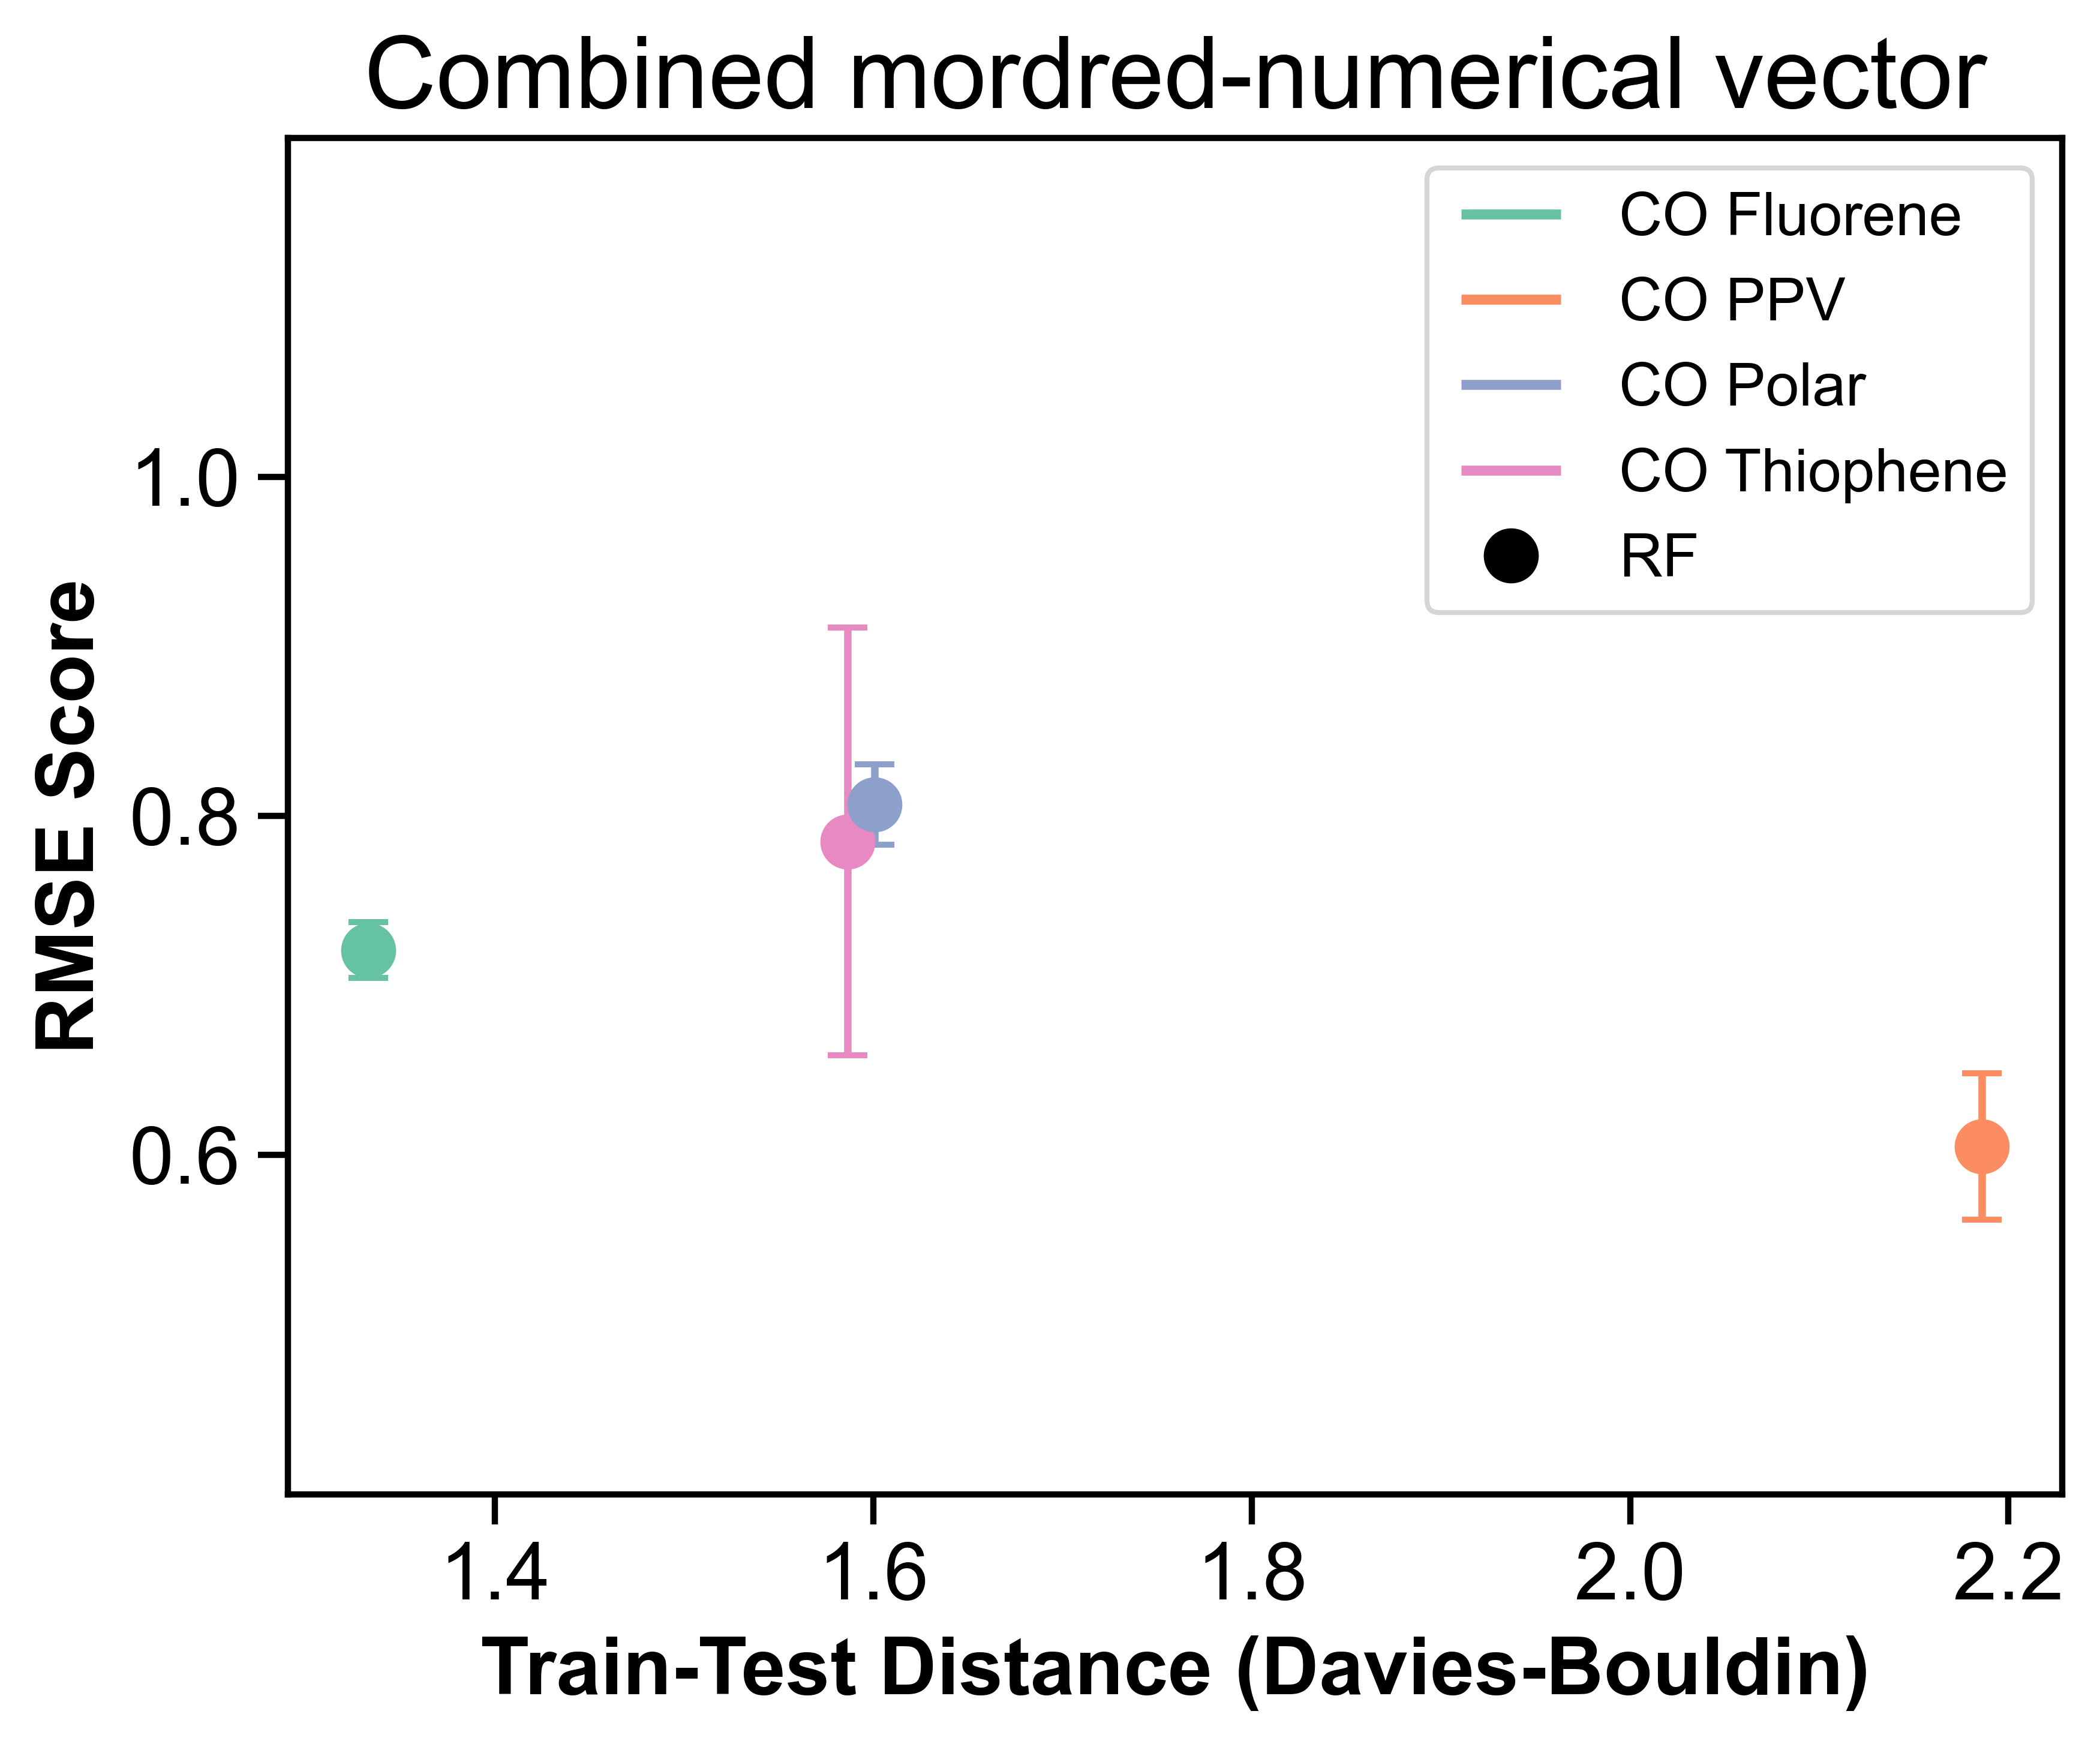 Combined mordred-numerical vector
CO Fluorene
CO PPV
CO Polar
CO Thiophene
RF
RMSE Score
1.0
0.8
0.6
1.4 1.6 1.8 2.0 2.2
Train-Test Distance (Davies-Bouldin)